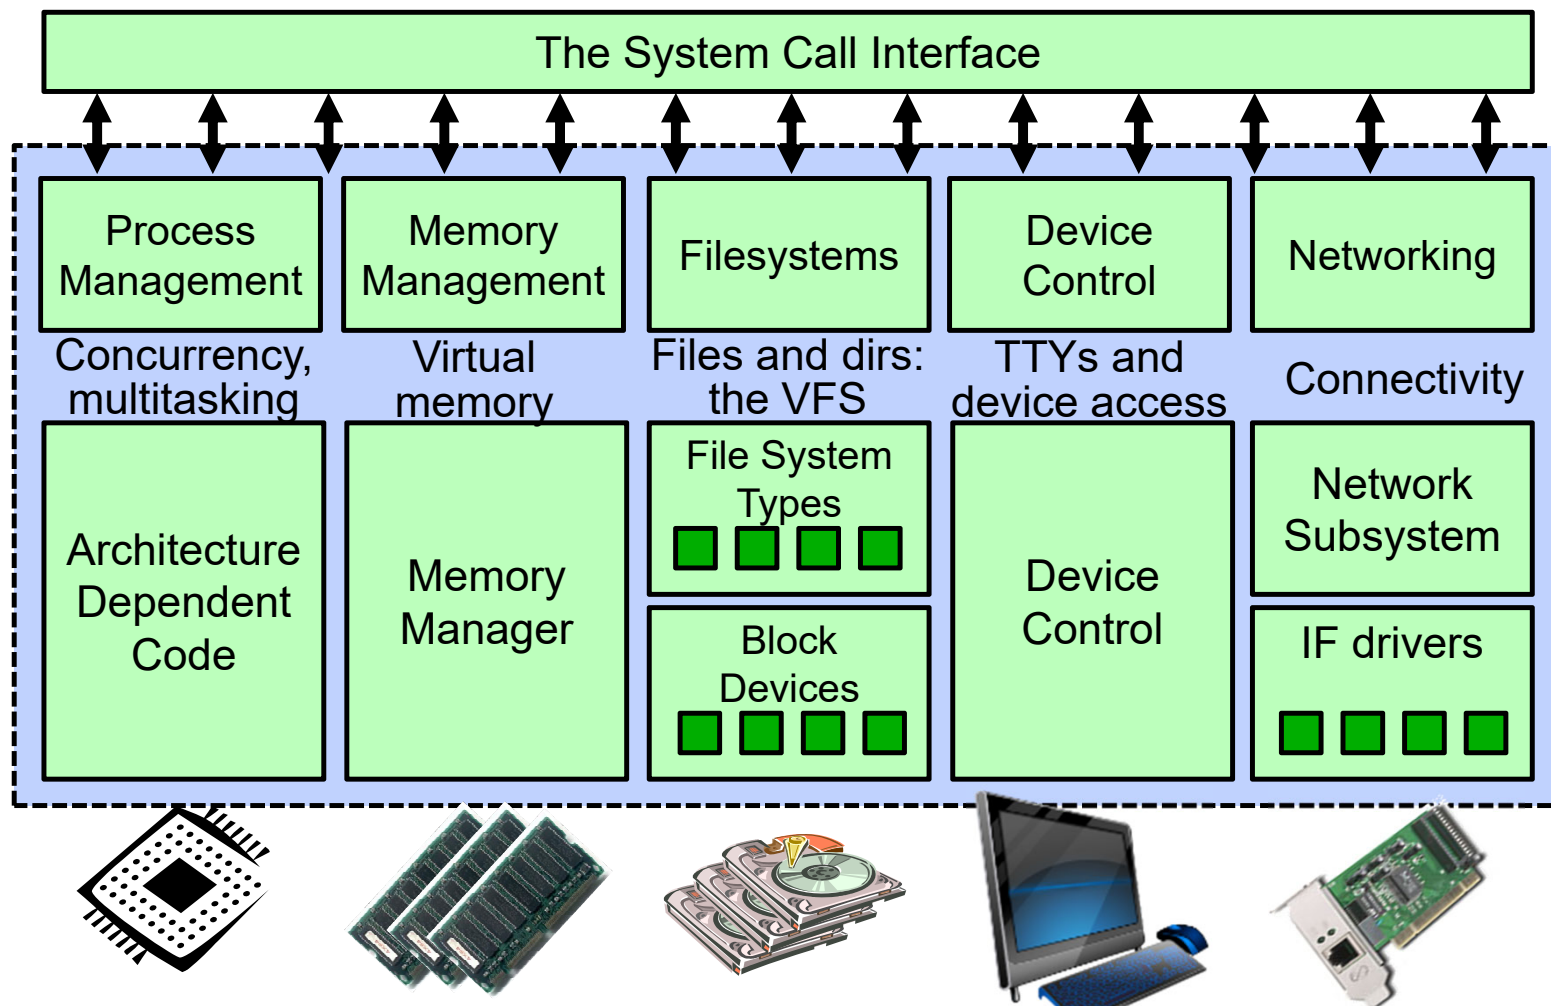 The System Call Interface
Process
Management
Memory
Management
Filesystems
Device
Control
Networking
Concurrency,
multitasking
Virtual
memory
Files and dirs:
the VFS
TTYs and
device access
Connectivity
Architecture
Dependent
Code
Memory
Manager
File System
Types
Block
Devices
Device
Control
Network
Subsystem
IF drivers